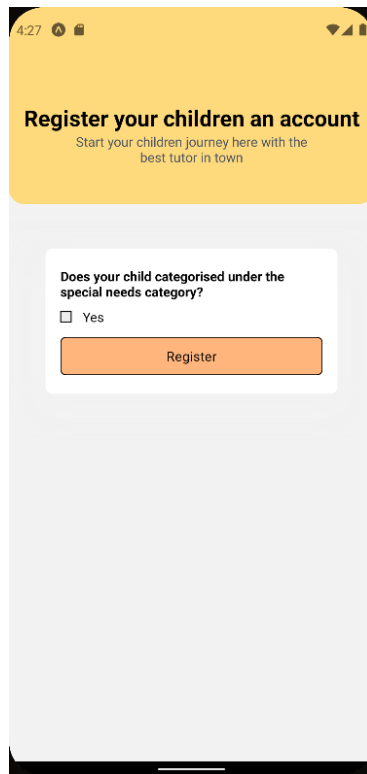 4:27
Register your children an account
Start your children journey here with the
best tutor in town
Does your child categorised under the
special needs category?
Yes
Register